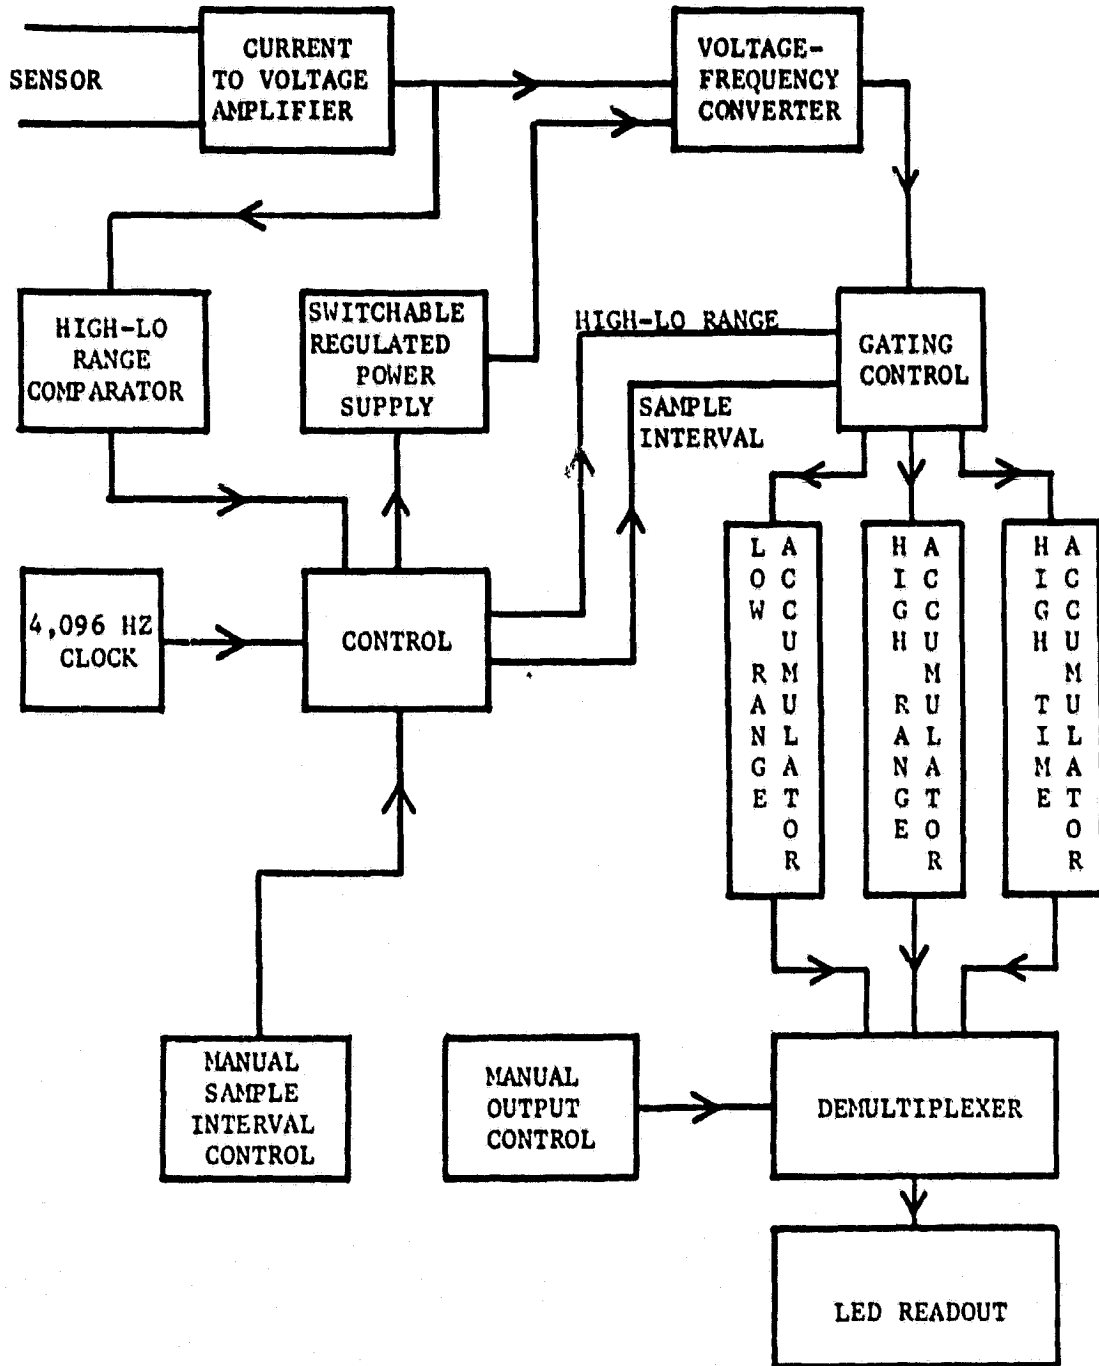 SENSOR
CURRENT
TO VOLTAGE
AMPLIFIER
VOLTAGE-
FREQUENCY
CONVERTER
HIGH-LO
RANGE
COMPARATOR
SWITCHABLE
REGULATED
POWER
SUPPLY
HIGH-LO RANGE
SAMPLE
INTERVAL
GATING
CONTROL
4,096 HZ
CLOCK
CONTROL
LOW RANGE
ACCUMULATOR
HIGH RANGE
ACCUMULATOR
HIGH TIME
ACCUMULATOR
MANUAL
SAMPLE
INTERVAL
CONTROL
MANUAL
OUTPUT
CONTROL
DEMULTIPLEXER
LED READOUT